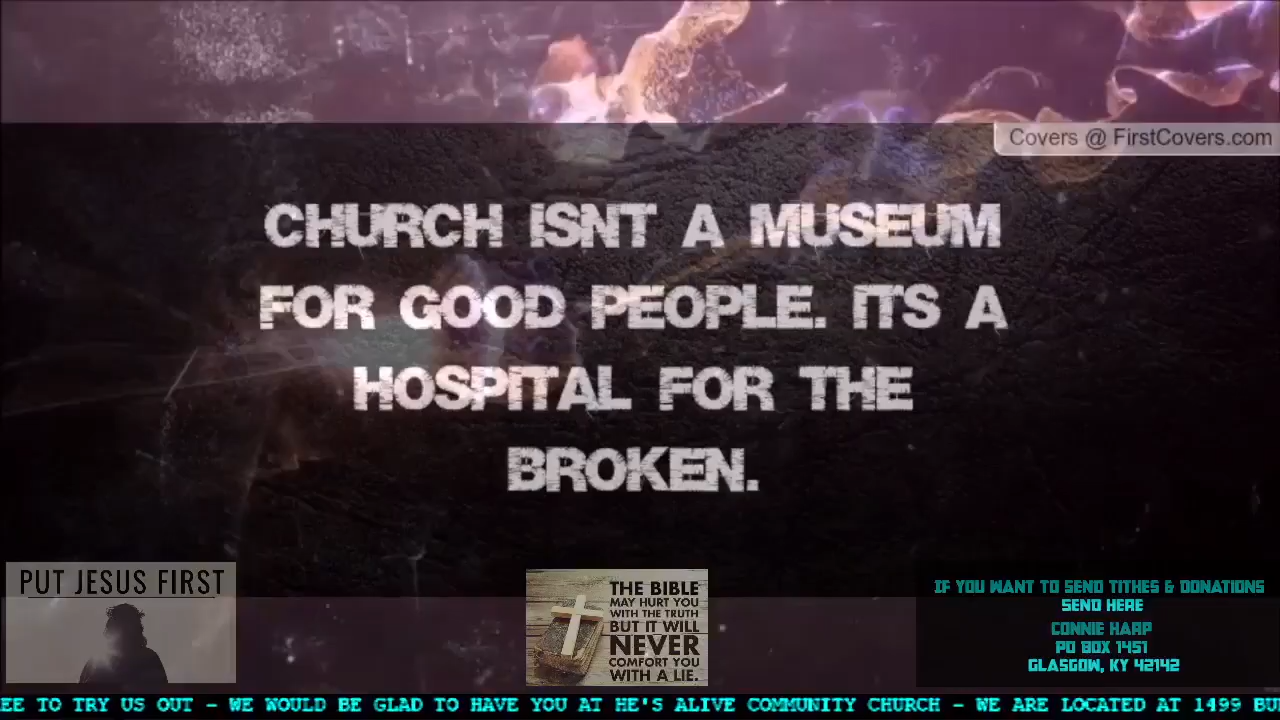 Covers @ FirstCovers.com
CHURCH ISNT A MUSEUM
FOR GOOD PEOPLE. ITS A
HOSPITAL FOR THE
BROKEN.
PUT JESUS FIRST
THE BIBLE
MAY HURT YOU
WITH THE TRUTH
BUT IT WILL
NEVER
COMFORT YOU
WITH A LIE.
IF YOU WANT TO SEND TITHES & DONATIONS
SEND HERE
CONNIE HARP
PO BOX 1451
GLASGOW, KY 42142
EE TO TRY US OUT - WE WOULD BE GLAD TO HAVE YOU AT HE'S ALIVE COMMUNITY CHURCH - WE ARE LOCATED AT 1499 BU